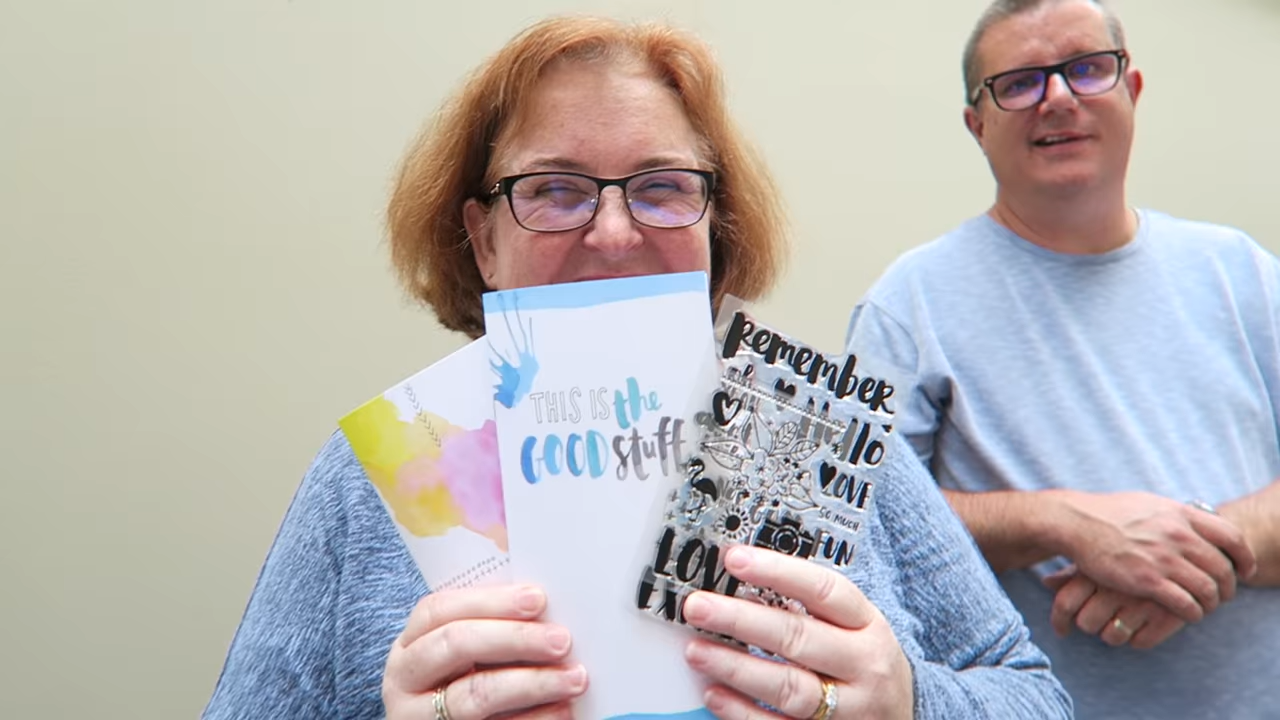 THIS IS the
GOOD stuff
Remember
Hello
LOVE
SO MUCH
FUN
LOVE